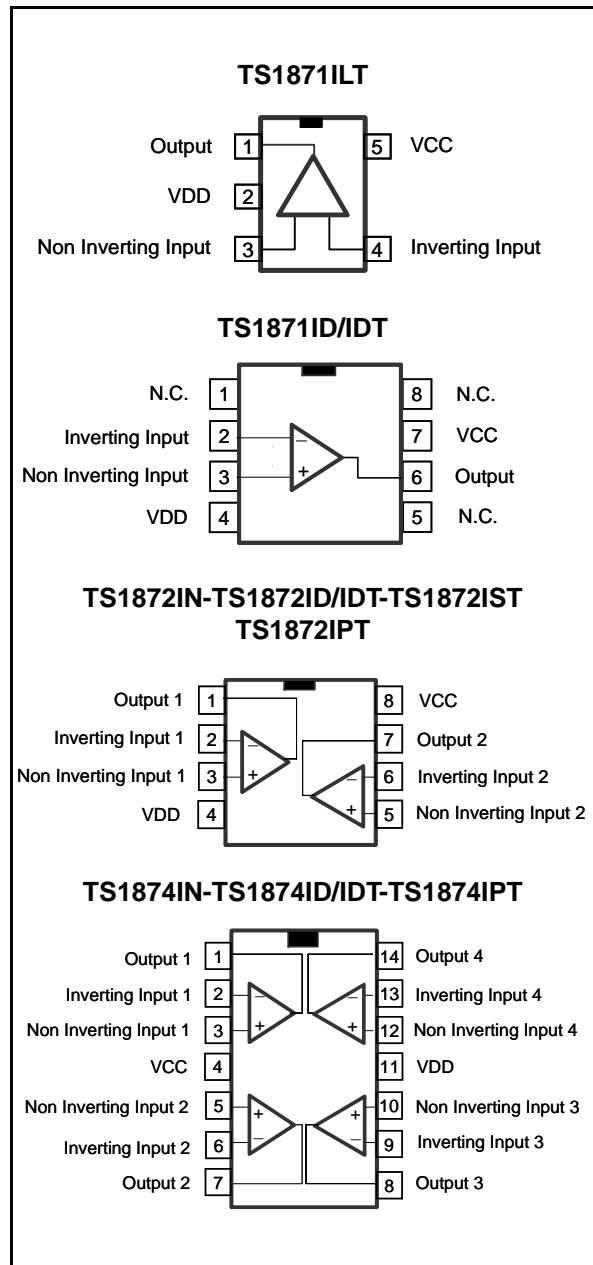 TS1871ILT
Output 1 5 VCC
VDD 2
Non Inverting Input 3 4 Inverting Input
TS1871ID/IDT
N.C. 1 8 N.C.
Inverting Input 2 − 7 VCC
Non Inverting Input 3 + 6 Output
VDD 4 5 N.C.
TS1872IN-TS1872ID/IDT-TS1872IST
TS1872IPT
Output 1 1 8 VCC
Inverting Input 1 2 − 7 Output 2
Non Inverting Input 1 3 + − 6 Inverting Input 2
VDD 4 + 5 Non Inverting Input 2
TS1874IN-TS1874ID/IDT-TS1874IPT
Output 1 1 14 Output 4
Inverting Input 1 2 − − 13 Inverting Input 4
Non Inverting Input 1 3 + + 12 Non Inverting Input 4
VCC 4 11 VDD
Non Inverting Input 2 5 + + 10 Non Inverting Input 3
Inverting Input 2 6 − − 9 Inverting Input 3
Output 2 7 8 Output 3